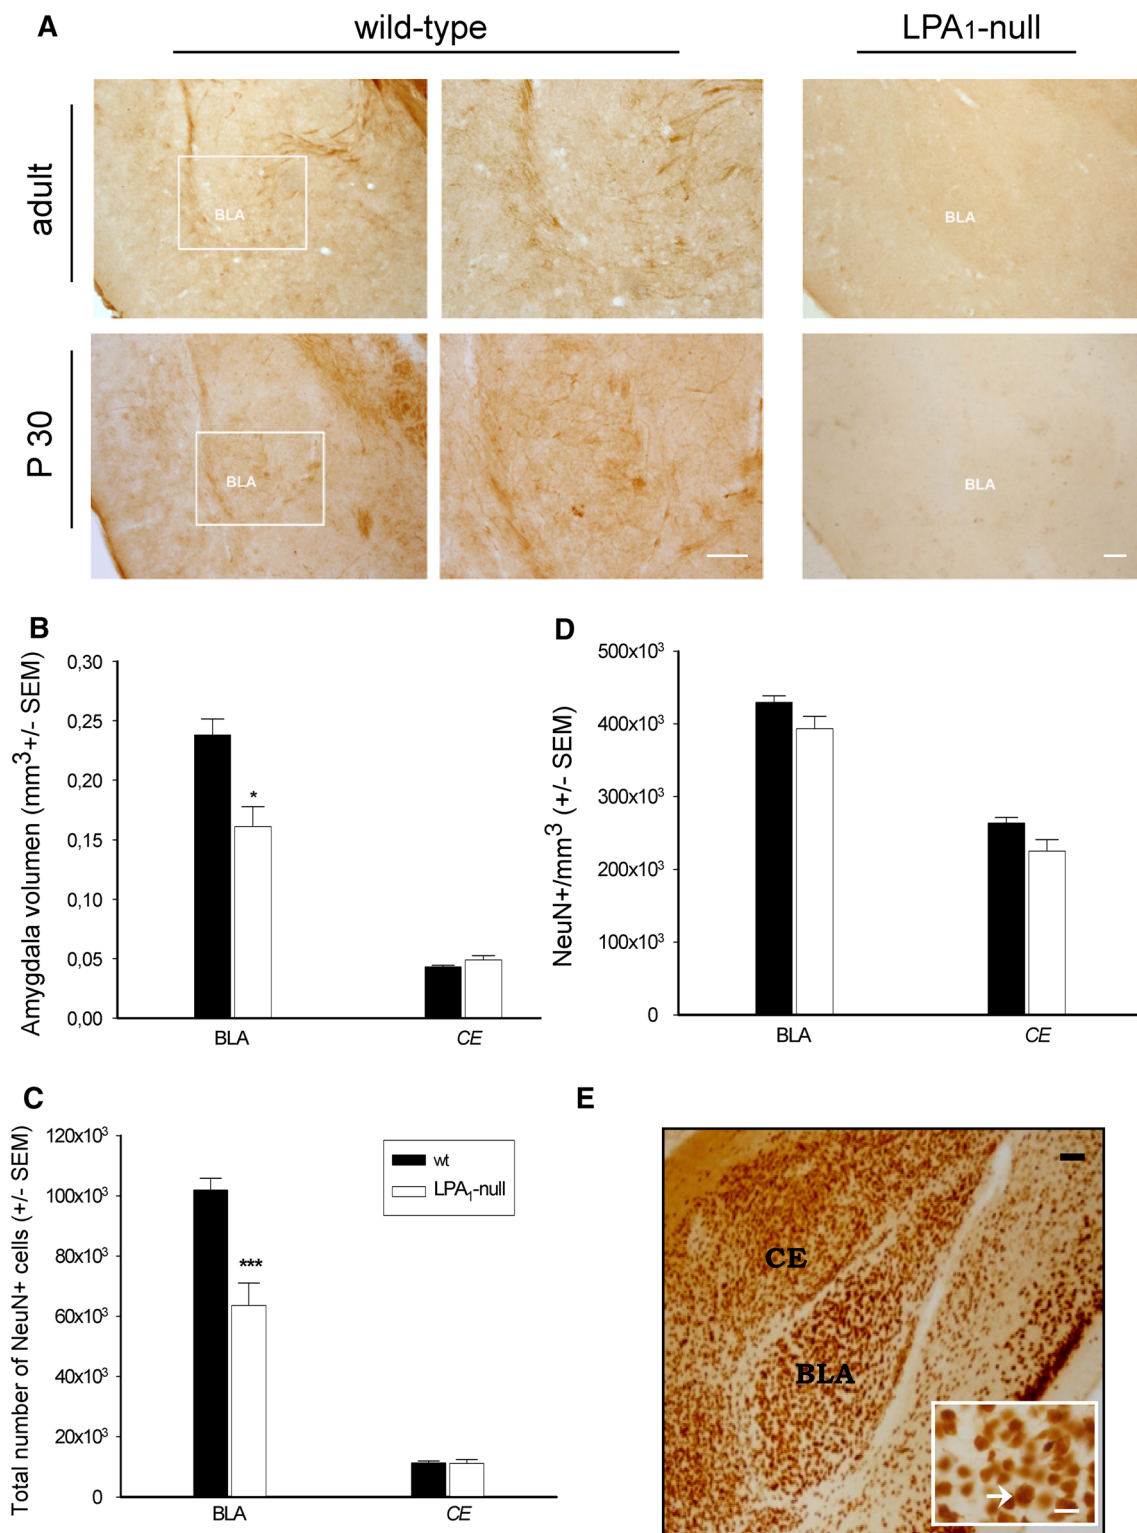 A
wild-type
LPA1-null
adult
BLA
BLA
P 30
BLA
BLA
B
Amygdala volumen (mm3+/- SEM)
0,30
0,25
0,20
0,15
0,10
0,05
0,00
*
BLA
CE
D
NeuN+/mm3 (+/- SEM)
500x103
400x103
300x103
200x103
100x103
0
BLA
CE
C
Total number of NeuN+ cells (+/- SEM)
120x103
100x103
80x103
60x103
40x103
20x103
0
***
wt
LPA1-null
BLA
CE
E
CE
BLA